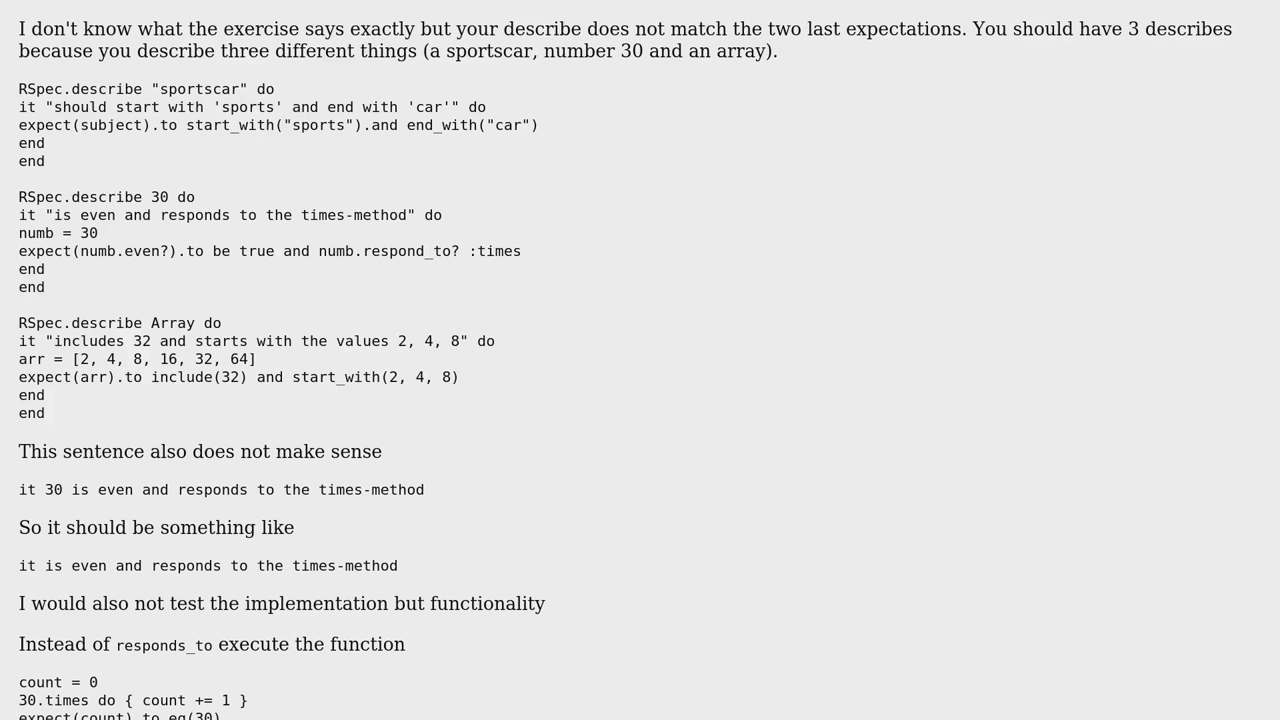 I don't know what the exercise says exactly but your describe does not match the two last expectations. You should have 3 describes
because you describe three different things (a sportscar, number 30 and an array).
RSpec.describe "sportscar" do
it "should start with 'sports' and end with 'car'" do
expect(subject).to start_with("sports").and end_with("car")
end
end
RSpec.describe 30 do
it "is even and responds to the times-method" do
numb = 30
expect(numb.even?).to be true and numb.respond_to? :times
end
end
RSpec.describe Array do
it "includes 32 and starts with the values 2, 4, 8" do
arr = [2, 4, 8, 16, 32, 64]
expect(arr).to include(32) and start_with(2, 4, 8)
end
end
This sentence also does not make sense
it 30 is even and responds to the times-method
So it should be something like
it is even and responds to the times-method
I would also not test the implementation but functionality
Instead of responds_to execute the function
count = 0
30.times do { count += 1 }
expect(count).to eq(30)